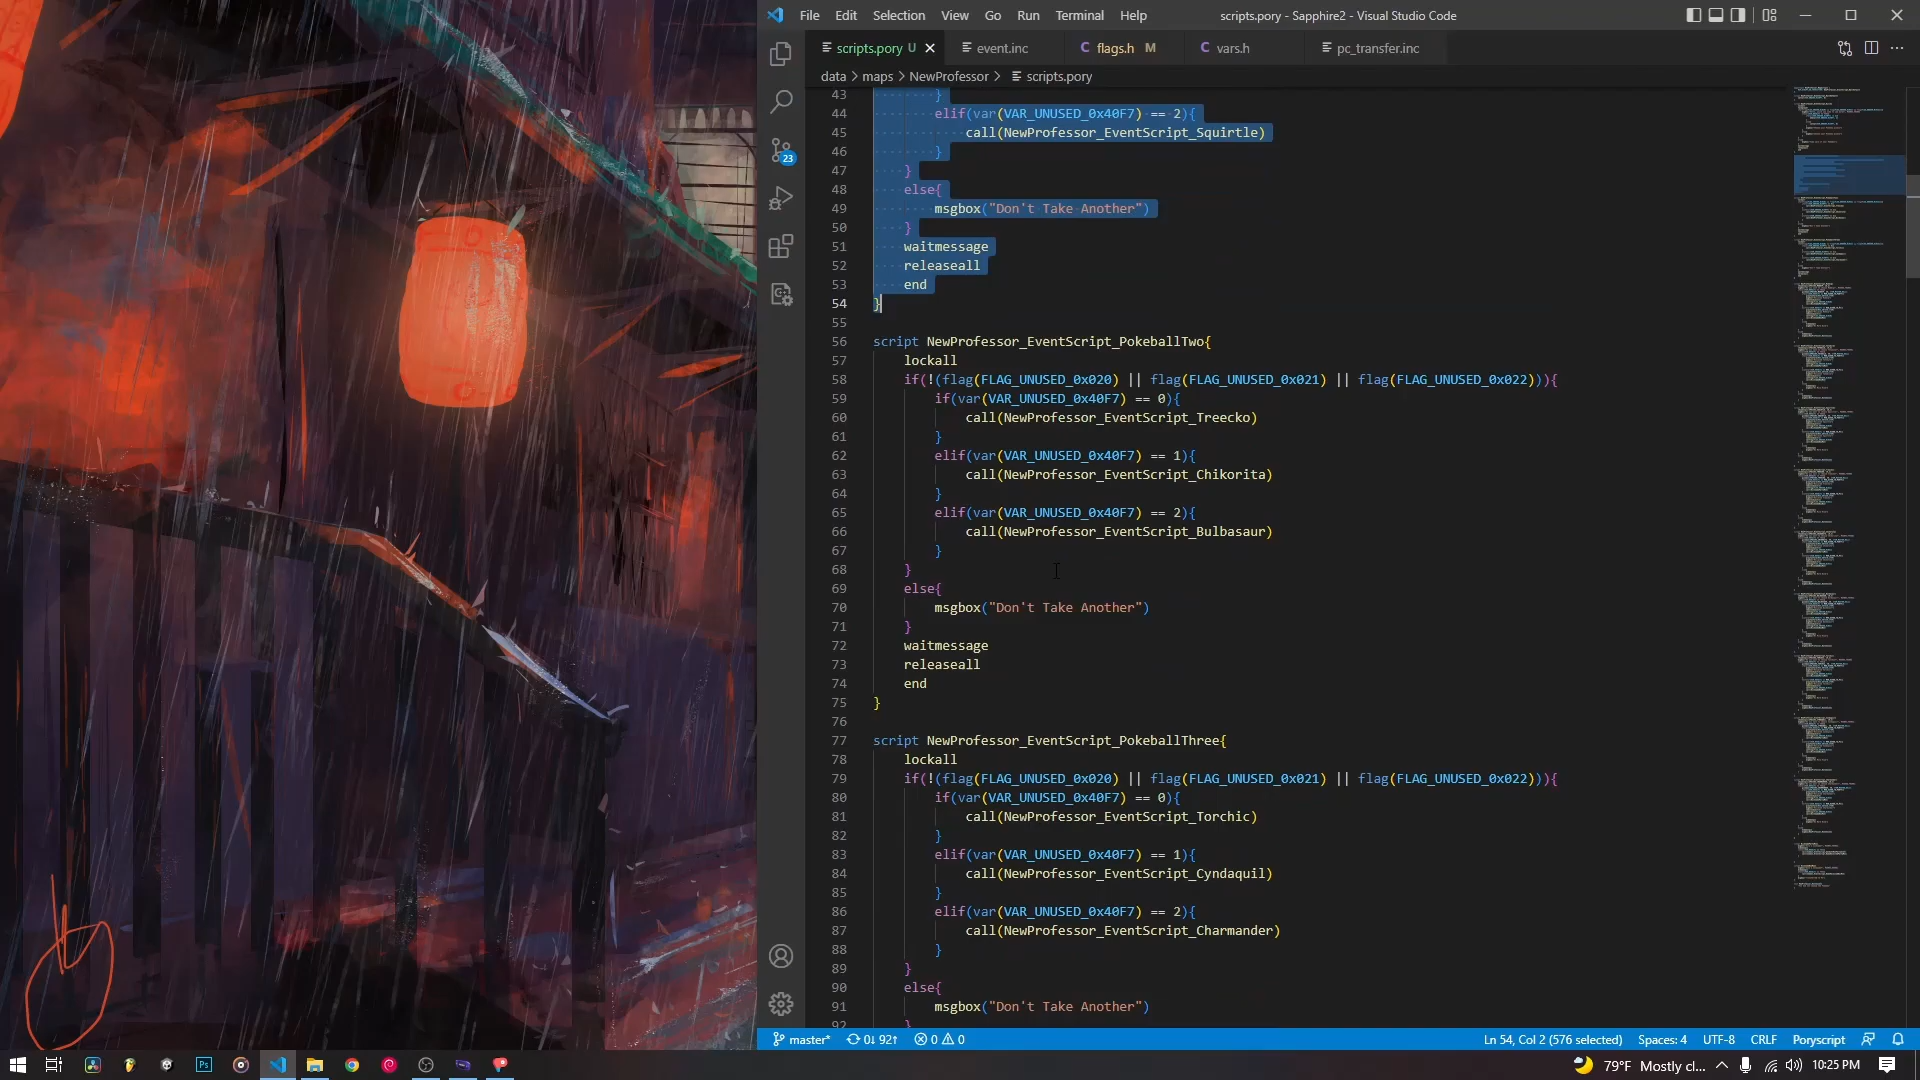 File Edit Selection View Go Run Terminal Help
scripts.pory - Sapphire2 - Visual Studio Code
scripts.pory U
event.inc
flags.h M
vars.h
pc_transfer.inc
data > maps > NewProfessor > scripts.pory
43 }
44 elif(var(VAR_UNUSED_0x40F7) == 2){
45 call(NewProfessor_EventScript_Squirtle)
46 }
47 }
48 else{
49 msgbox("Don't Take Another")
50 }
51 waitmessage
52 releaseall
53 end
54 }
55
56 script NewProfessor_EventScript_PokeballTwo{
57 lockall
58 if(!(flag(FLAG_UNUSED_0x020) || flag(FLAG_UNUSED_0x021) || flag(FLAG_UNUSED_0x022))){
59 if(var(VAR_UNUSED_0x40F7) == 0){
60 call(NewProfessor_EventScript_Treecko)
61 }
62 elif(var(VAR_UNUSED_0x40F7) == 1){
63 call(NewProfessor_EventScript_Chikorita)
64 }
65 elif(var(VAR_UNUSED_0x40F7) == 2){
66 call(NewProfessor_EventScript_Bulbasaur)
67 }
68 }
69 else{
70 msgbox("Don't Take Another")
71 }
72 waitmessage
73 releaseall
74 end
75 }
76
77 script NewProfessor_EventScript_PokeballThree{
78 lockall
79 if(!(flag(FLAG_UNUSED_0x020) || flag(FLAG_UNUSED_0x021) || flag(FLAG_UNUSED_0x022))){
80 if(var(VAR_UNUSED_0x40F7) == 0){
81 call(NewProfessor_EventScript_Torchic)
82 }
83 elif(var(VAR_UNUSED_0x40F7) == 1){
84 call(NewProfessor_EventScript_Cyndaquil)
85 }
86 elif(var(VAR_UNUSED_0x40F7) == 2){
87 call(NewProfessor_EventScript_Charmander)
88 }
89 }
90 else{
91 msgbox("Don't Take Another")
92 }
23
master* 0↓ 92↑ 0 0
Ln 54, Col 2 (576 selected) Spaces: 4 UTF-8 CRLF Poryscript
Ps
79°F Mostly cl... 10:25 PM